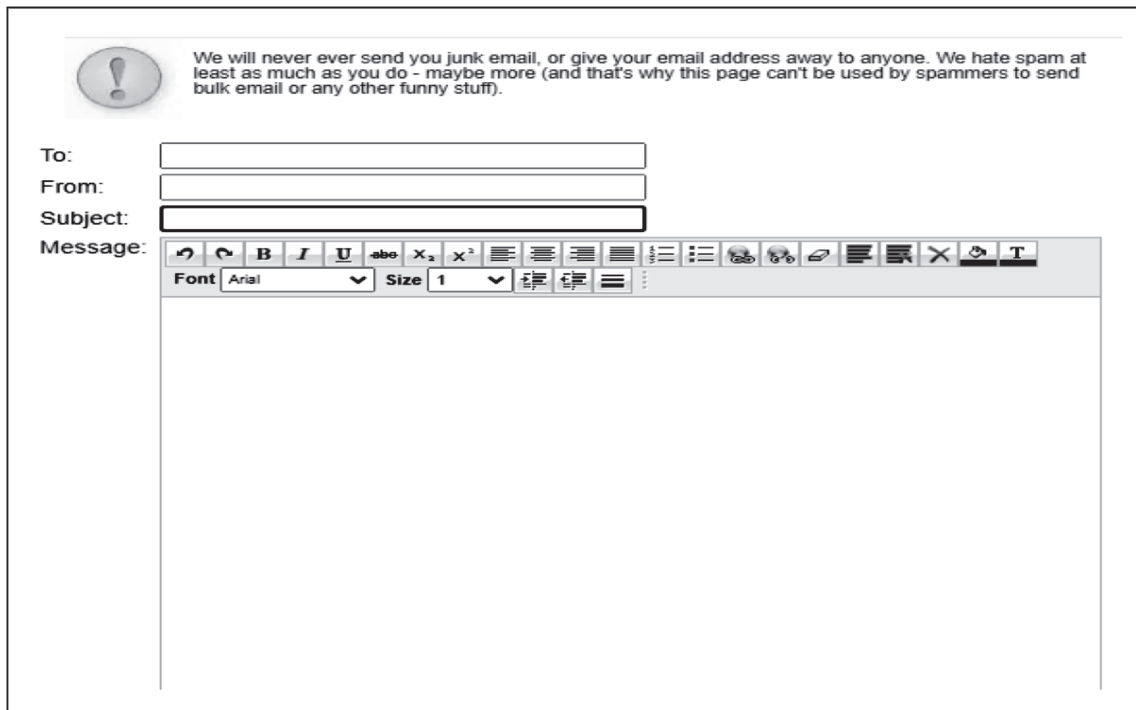 We will never ever send you junk email, or give your email address away to anyone. We hate spam at
least as much as you do - maybe more (and that's why this page can't be used by spammers to send
bulk email or any other funny stuff).
To:
From:
Subject:
Message:
B I U abc X₂ X²
T
Font Arial Size 1